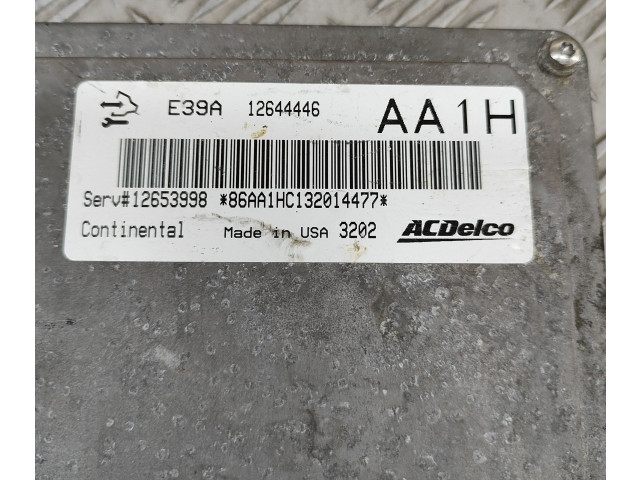 E39A 12644446 AA1H
Serv#12653998 *86AA1HC132014477*
Continental Made in USA 3202 ACDelco